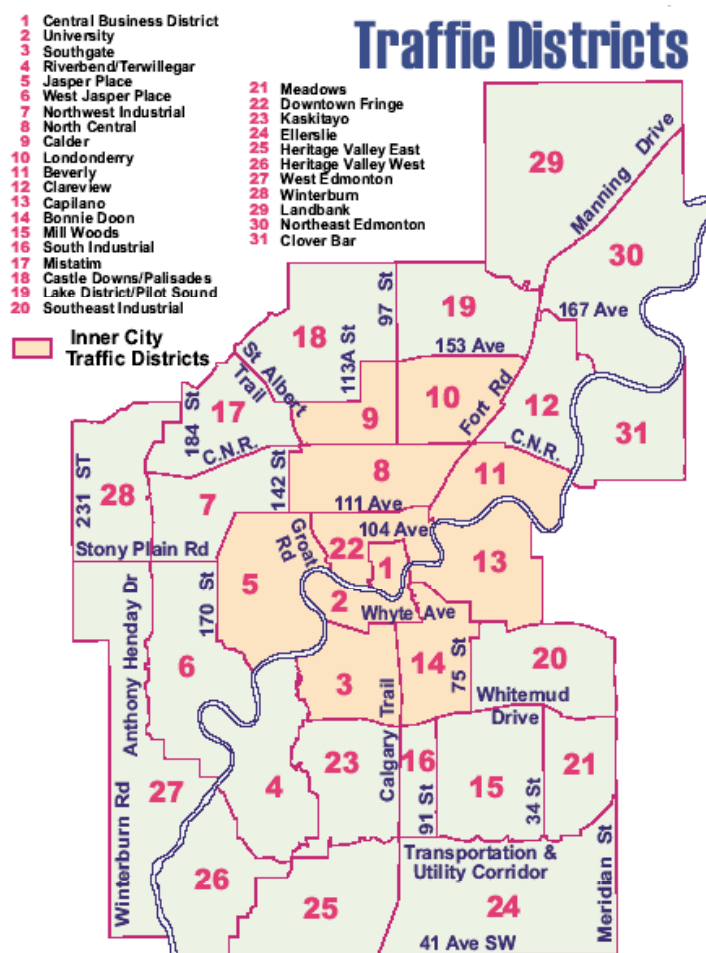 Traffic Districts
1 Central Business District
2 University
3 Southgate
4 Riverbend/Terwillegar
5 Jasper Place
6 West Jasper Place
7 Northwest Industrial
8 North Central
9 Calder
10 Londonderry
11 Beverly
12 Clareview
13 Capilano
14 Bonnie Doon
15 Mill Woods
16 South Industrial
17 Mistatim
18 Castle Downs/Palisades
19 Lake District/Pilot Sound
20 Southeast Industrial
21 Meadows
22 Downtown Fringe
23 Kaskitayo
24 Ellerslie
25 Heritage Valley East
26 Heritage Valley West
27 West Edmonton
28 Winterburn
29 Landbank
30 Northeast Edmonton
31 Clover Bar
Inner City
Traffic Districts
29
Manning Drive
30
97 St
19
167 Ave
18
113A St
153 Ave
St Albert
Trail
184 St
17
9
10
Fort Rd
12
31
C.N.R.
C.N.R.
231 ST
28
7
142 St
8
11
111 Ave
Stony Plain Rd
Groat
Rd
104 Ave
22
1
13
5
170 St
2
Whyte Ave
Anthony Henday Dr
6
3
14
75 St
20
Whitemud
Drive
Calgary Trail
27
4
23
16
91 St
15
34 St
21
Winterburn Rd
Transportation &
Utility Corridor
Meridian St
26
25
24
41 Ave SW